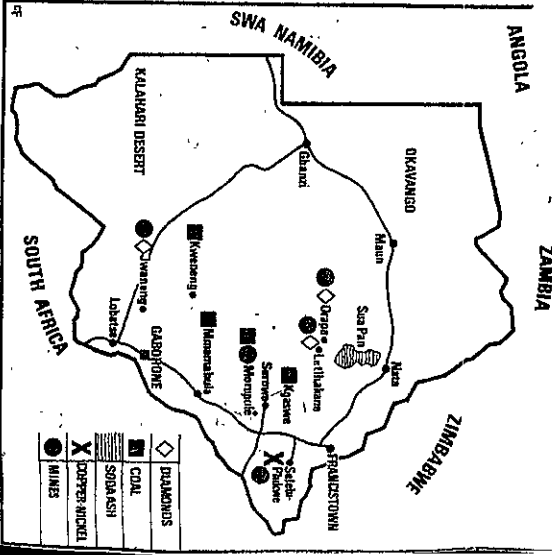 ANGOLA
ZAMBIA
SWA NAMIBIA
ZIMBABWE
SOUTH AFRICA
OKAVANGO
KALAHARI DESERT
Ghanzi
Maun
Nata
Sua Pan
Orapa
Letlhakane
Kgaswe
Serowe
Morupule
Mmamabula
Kweneng
Jwaneng
Lobatse
GABORONE
FRANCISTOWN
Selebi-
Phikwe
DIAMONDS
COAL
SODA ASH
COPPER-NICKEL
MINES